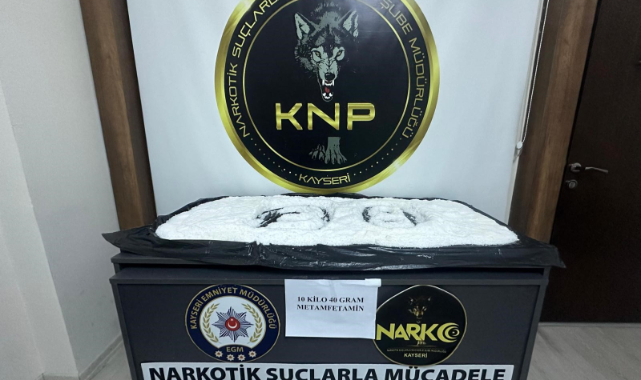 NARKOTİK SUÇLARLA ŞUBE MÜDÜRLÜĞÜ
KNP
KAYSERİ
10 KİLO 40 GRAM
METAMFETAMİN
KAYSERİ EMNİYET MÜDÜRLÜĞÜ
EGM
NARKO
KAYSERİ
NARKOTİK SUÇLARLA MÜCADELE